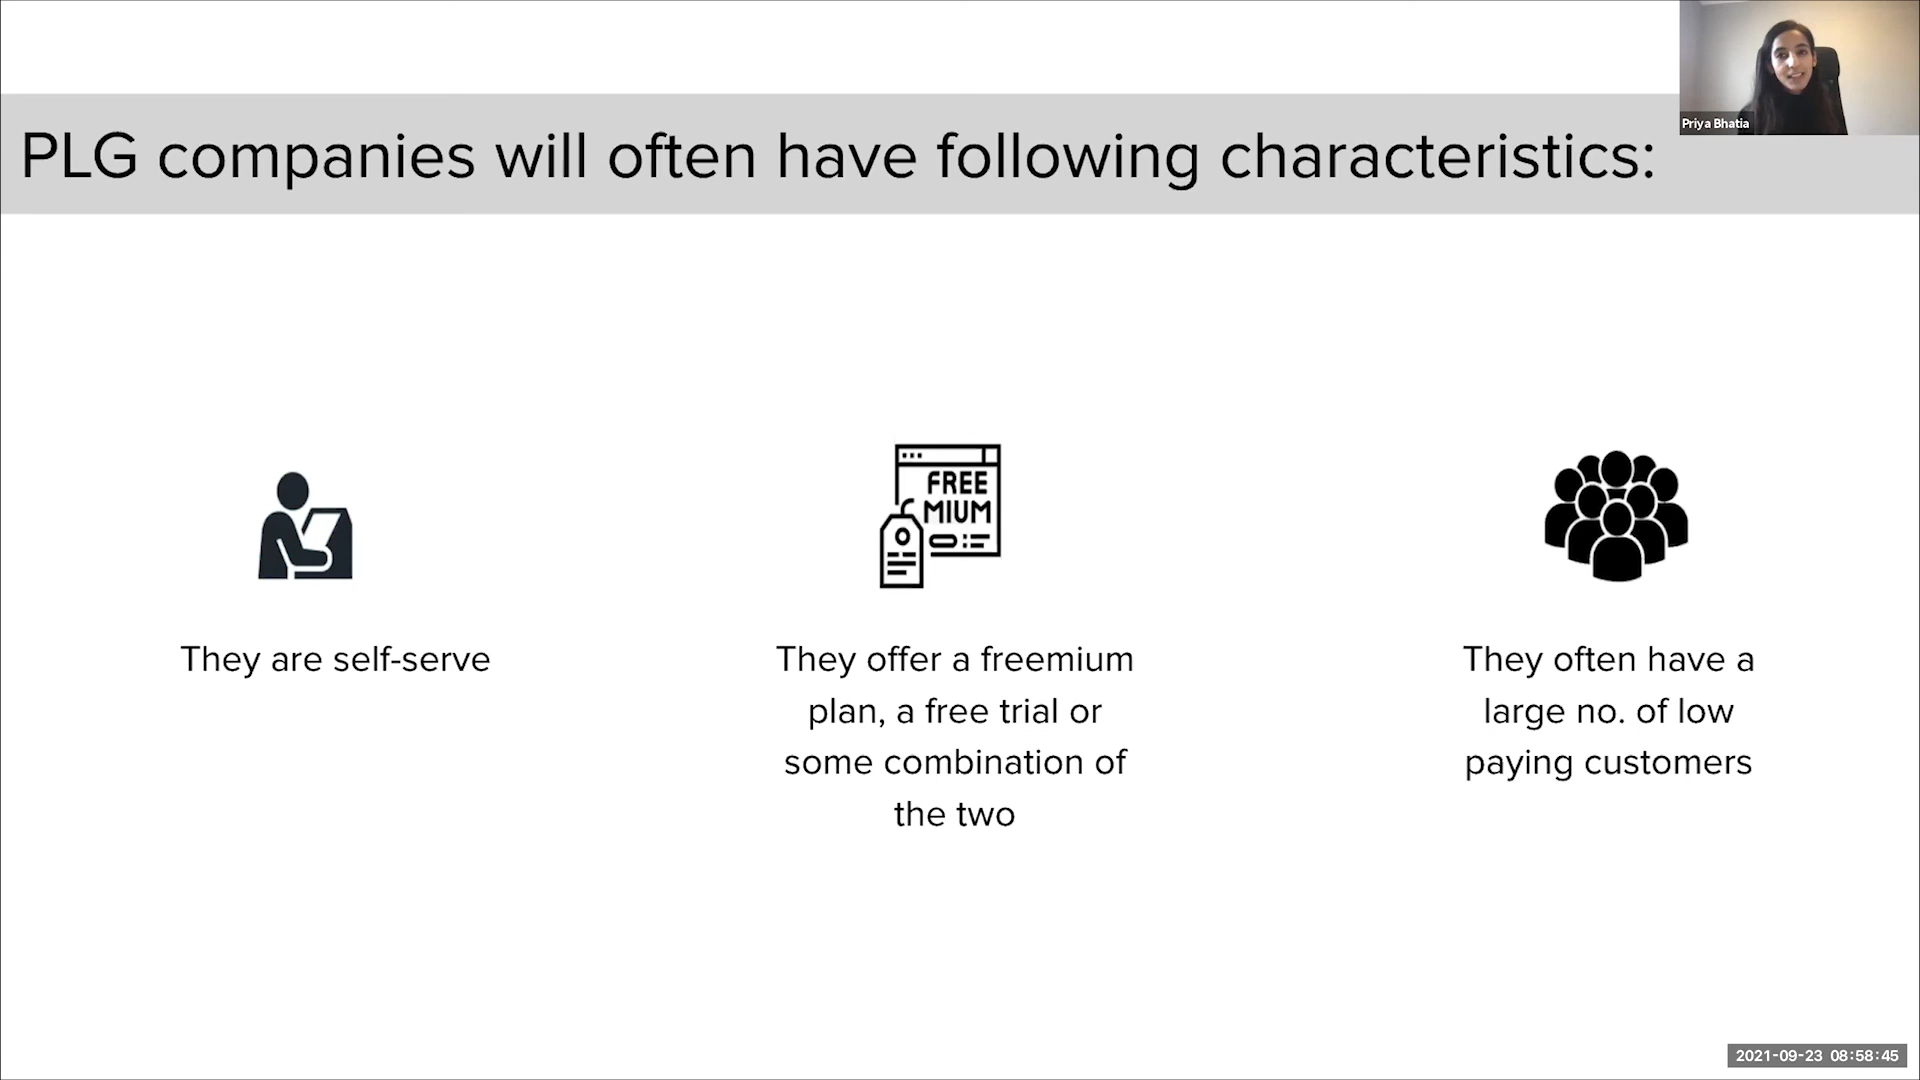 Priya Bhatia
PLG companies will often have following characteristics:
FREE
MIUM
They are self-serve
They offer a freemium
plan, a free trial or
some combination of
the two
They often have a
large no. of low
paying customers
2021-09-23 08:58:45